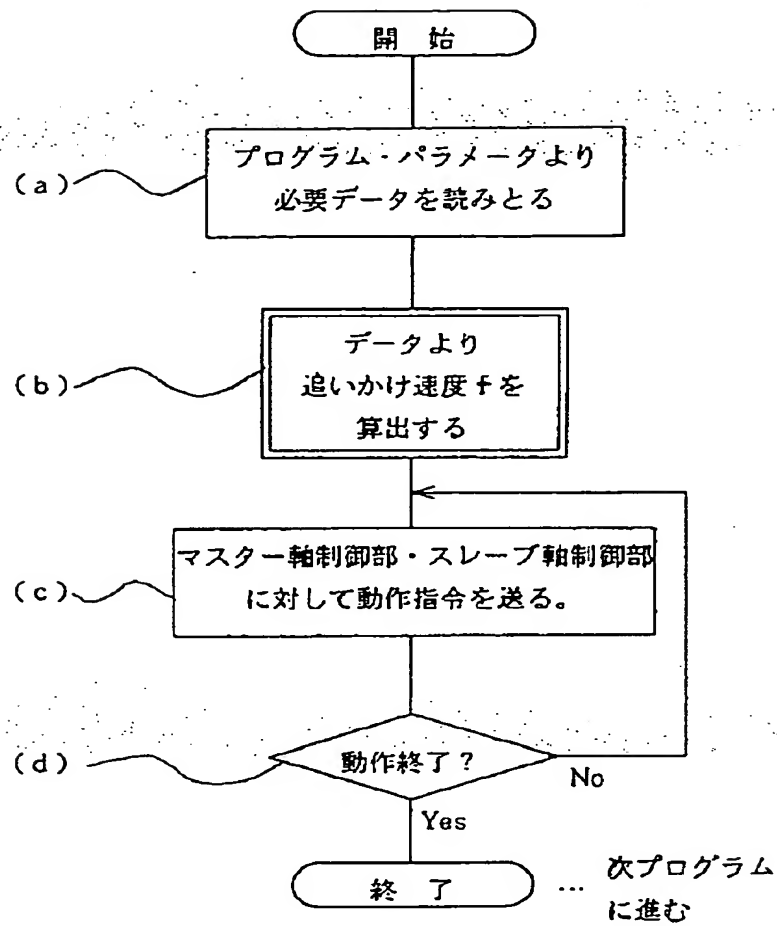 開 始
(a)
プログラム・パラメータより
必要データを読みとる
(b)
データより
追いかけ速度fを
算出する
(c)
マスター軸制御部・スレーブ軸制御部
に対して動作指令を送る。
(d)
動作終了?
No
Yes
終 了
… 次プログラム
に進む